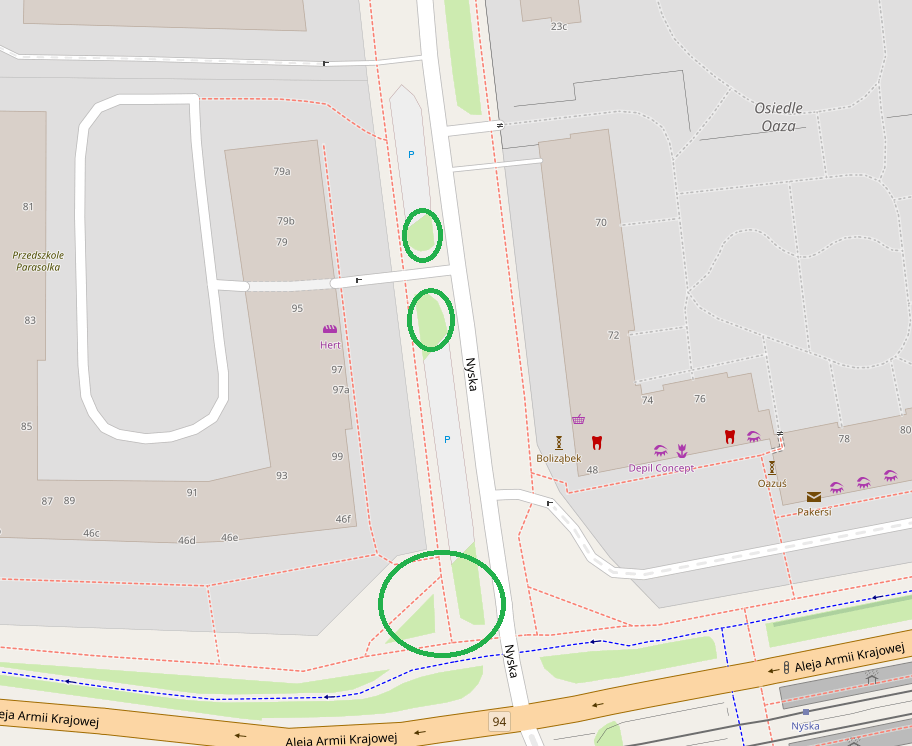 23c
Osiedle
Oaza
P
79a
81
79b
70
79
Przedszkole
Parasolka
95
83
72
Hert
97
Nyska
97a
74
76
85
P
78
80
Boliząbek
99
48
Depil Concept
93
Oazuś
87
89
91
Pakersi
46f
46c
46d
46e
Nyska
Aleja Armii Krajowej
eja Armii Krajowej
94
Nyska
Aleja Armii Krajowej